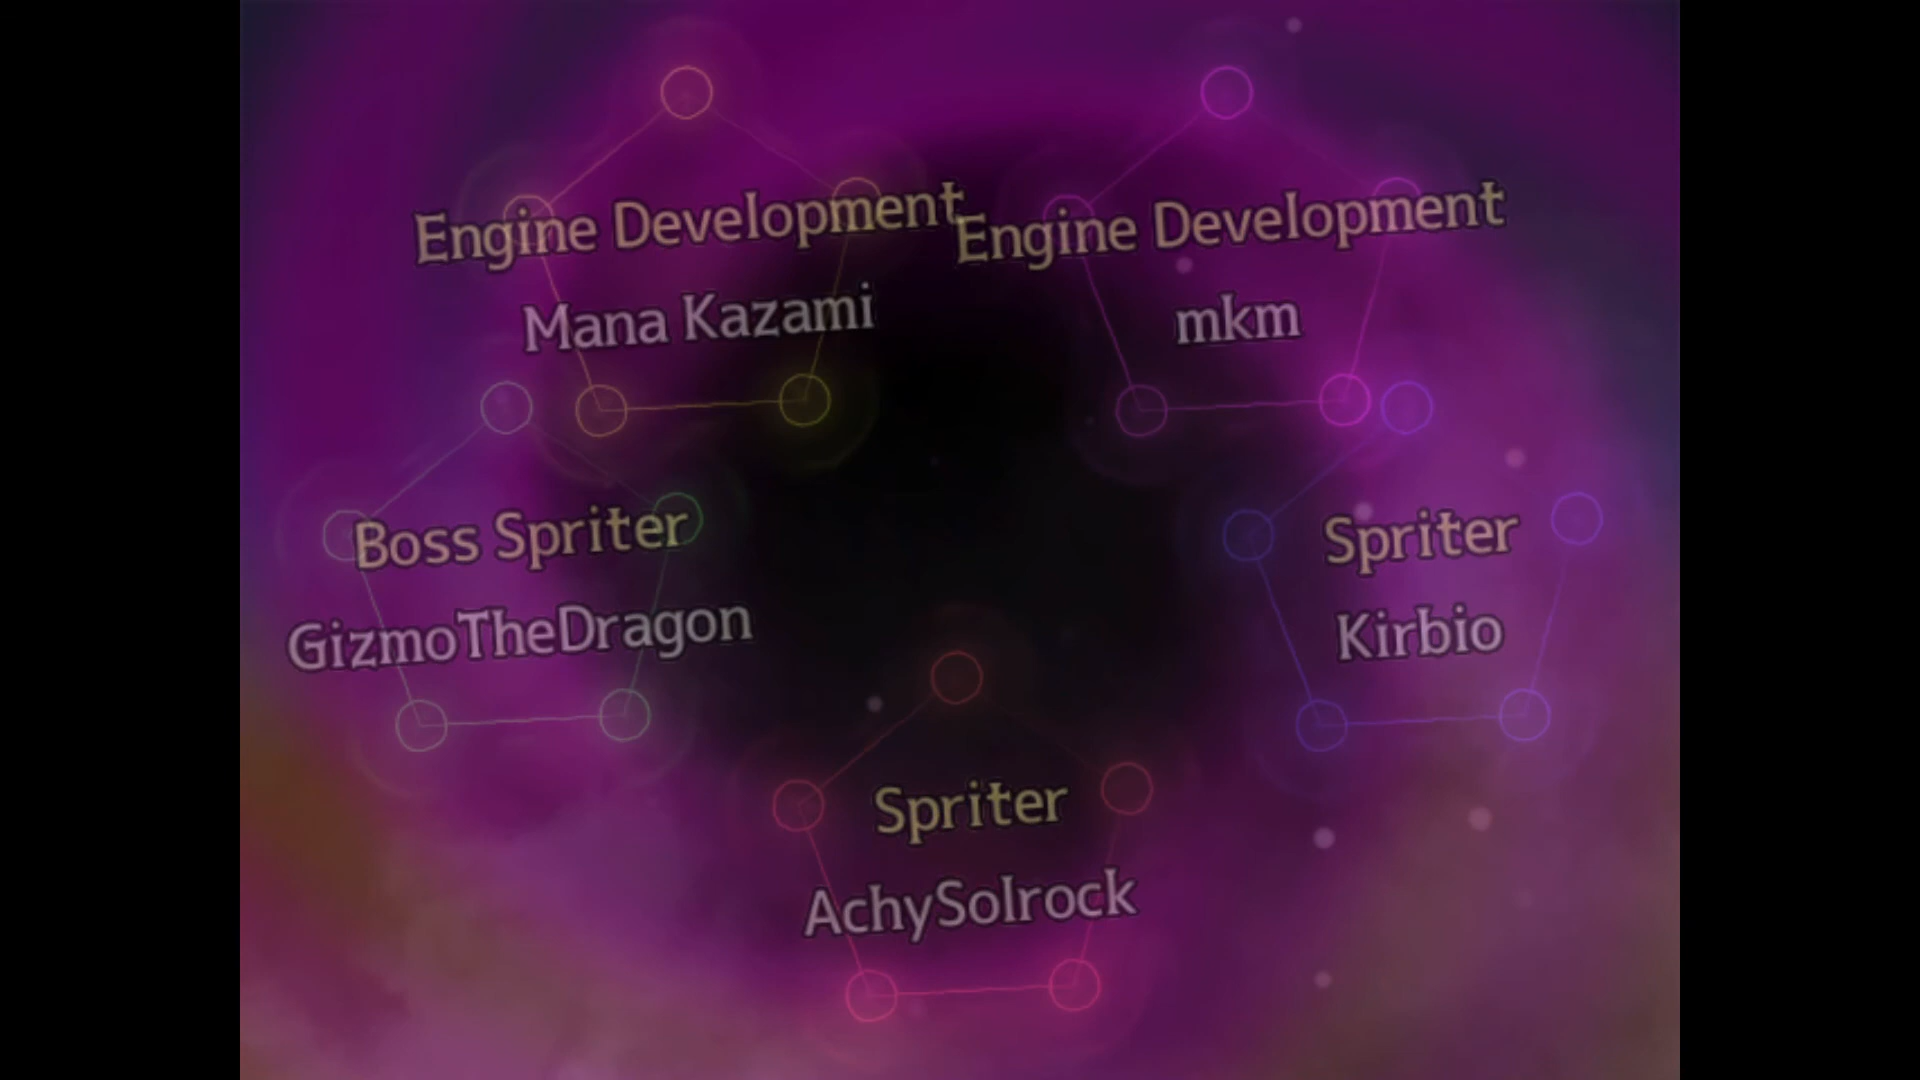 Engine Development
Mana Kazami
Engine Development
mkm
Boss Spriter
GizmoTheDragon
Spriter
Kirbio
Spriter
AchySolrock